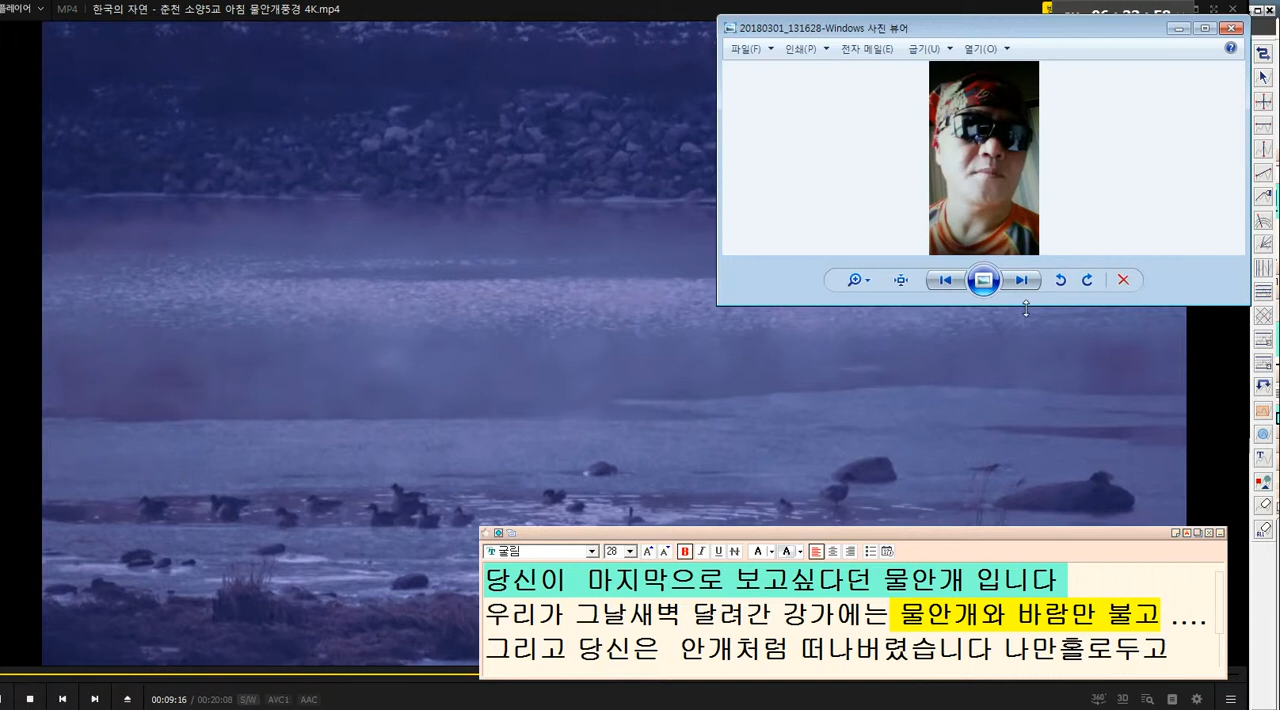 플레이어 MP4 한국의 자연 - 춘천 소양5교 아침 물안개풍경 4K.mp4
20180301_131628-Windows 사진 뷰어
파일(F) 인쇄(P) 전자 메일(E) 굽기(U) 열기(O)
굴림 28
당신이 마지막으로 보고싶다던 물안개 입니다
우리가 그날새벽 달려간 강가에는 물안개와 바람만 불고 ....
그리고 당신은 안개처럼 떠나버렸습니다 나만홀로두고
00:09:16 / 00:20:08 S/W AVC1 AAC
360° 3D